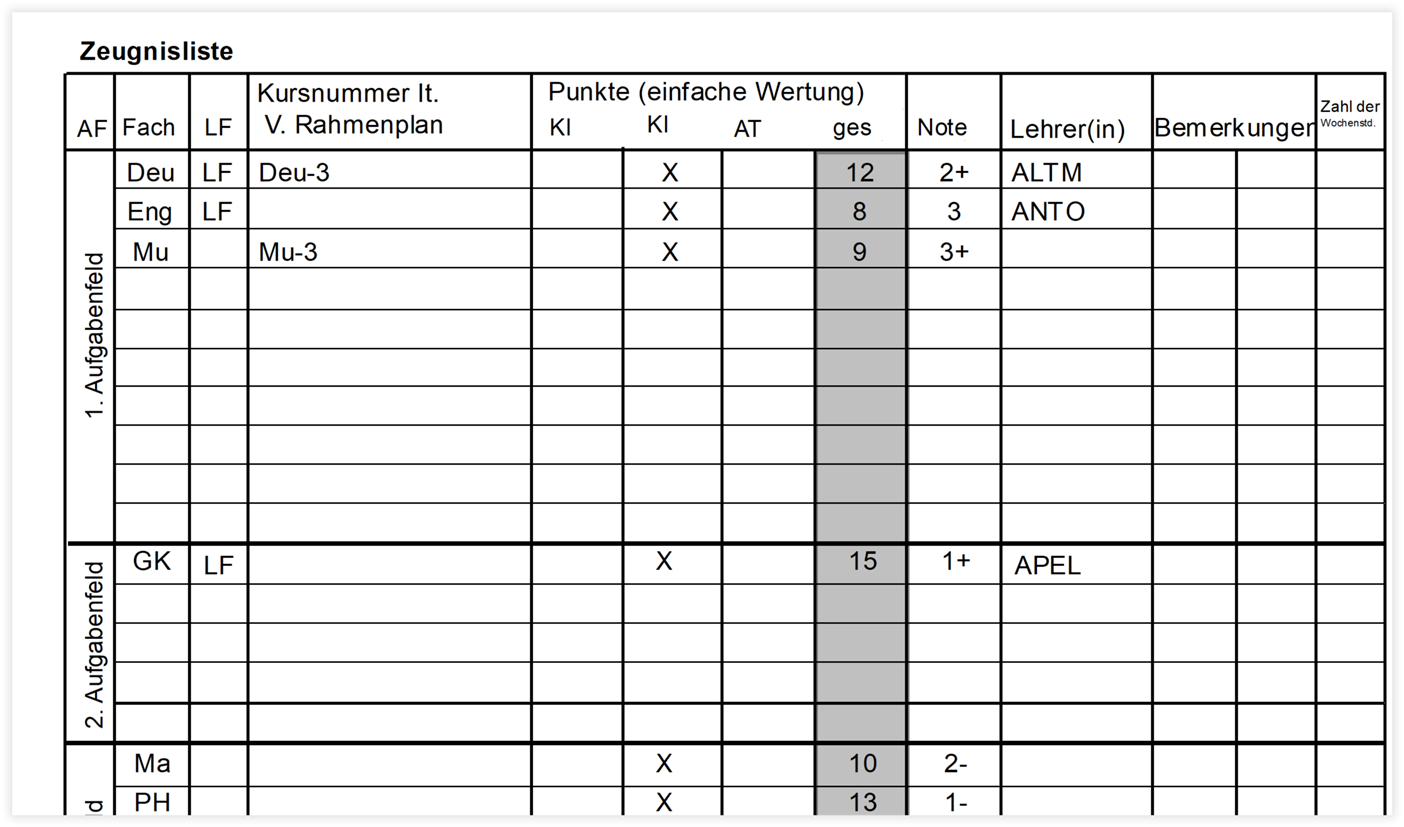 Zeugnisliste
AF Fach LF Kursnummer lt. V. Rahmenplan Punkte (einfache Wertung) Kl Kl AT ges Note Lehrer(in) Bemerkungen Zahl der Wochenstd.
1. Aufgabenfeld
Deu LF Deu-3 X 12 2+ ALTM
Eng LF X 8 3 ANTO
Mu Mu-3 X 9 3+
2. Aufgabenfeld
GK LF X 15 1+ APEL
Ma X 10 2-
ld
PH X 13 1-